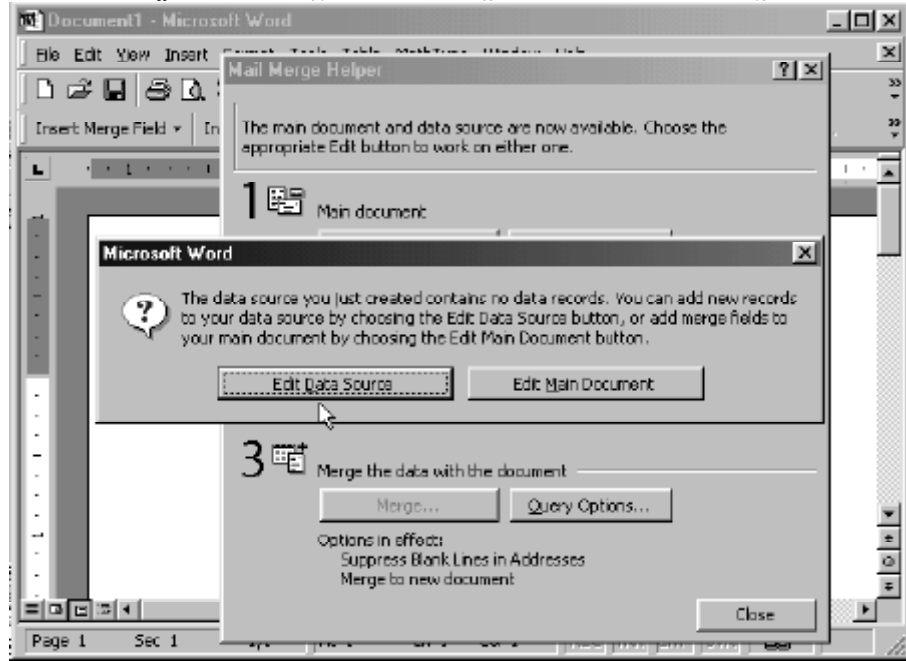 Document1 - Microsoft Word
File Edit View Insert
Mail Merge Helper
Insert Merge Field
The main document and data source are now available. Choose the
appropriate Edit button to work on either one.
1 Main document
Microsoft Word
The data source you just created contains no data records. You can add new records
to your data source by choosing the Edit Data Source button, or add merge fields to
your main document by choosing the Edit Main Document button.
Edit Data Source Edit Main Document
3 Merge the data with the document
Merge... Query Options...
Options in effect:
Suppress Blank Lines in Addresses
Merge to new document
Close
Page 1 Sec 1